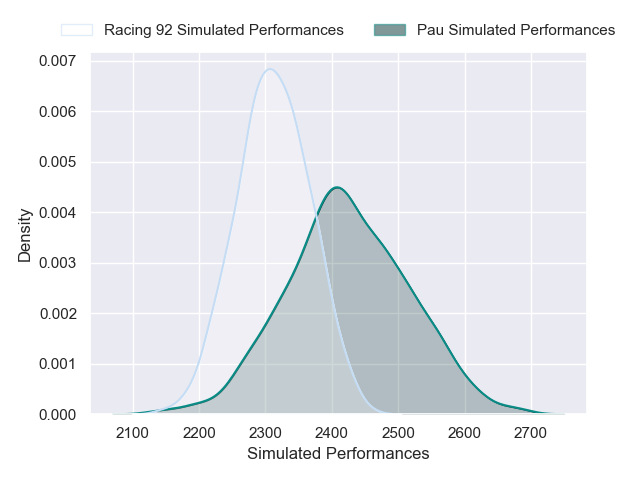 Racing 92 Simulated Performances Pau Simulated Performances
0.007
0.006
0.005
0.004
0.003
0.002
0.001
0.000
Density
2100 2200 2300 2400 2500 2600 2700
Simulated Performances